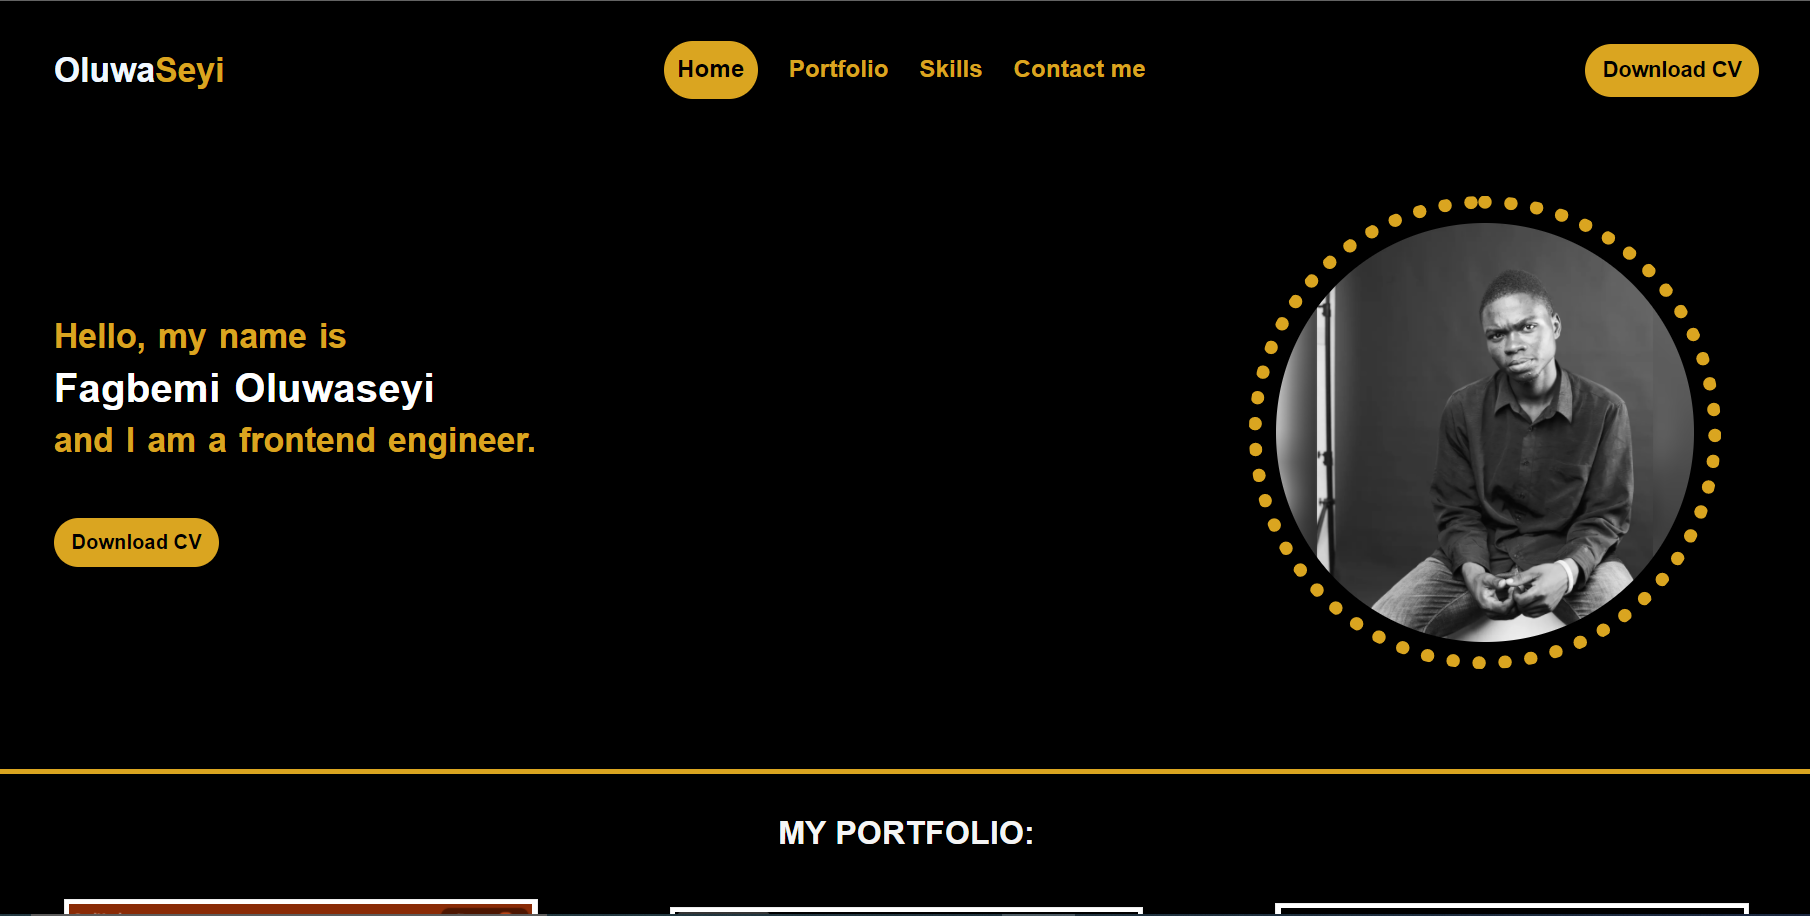 OluwaSeyi
Home
Portfolio
Skills
Contact me
Download CV
Hello, my name is
Fagbemi Oluwaseyi
and I am a frontend engineer.
Download CV
MY PORTFOLIO: